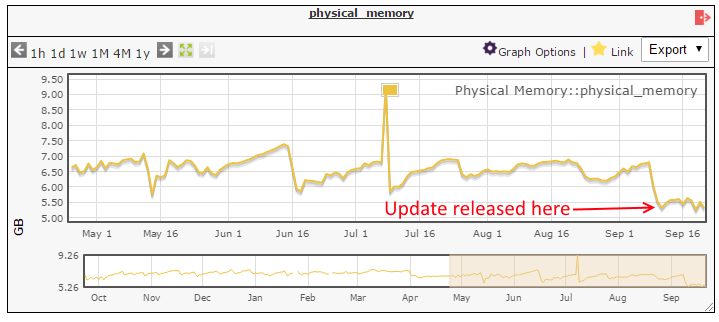 physical_memory
1h 1d 1w 1M 4M 1y
Graph Options | Link Export
Physical Memory::physical_memory
9.50
9.00
8.50
8.00
7.50
7.00
6.50
6.00
5.50
5.00
GB
Update released here
May 1 May 16 Jun 1 Jun 16 Jul 1 Jul 16 Aug 1 Aug 16 Sep 1 Sep 16
9.26
5.26
Oct Nov Dec Jan Feb Mar Apr May Jun Jul Aug Sep